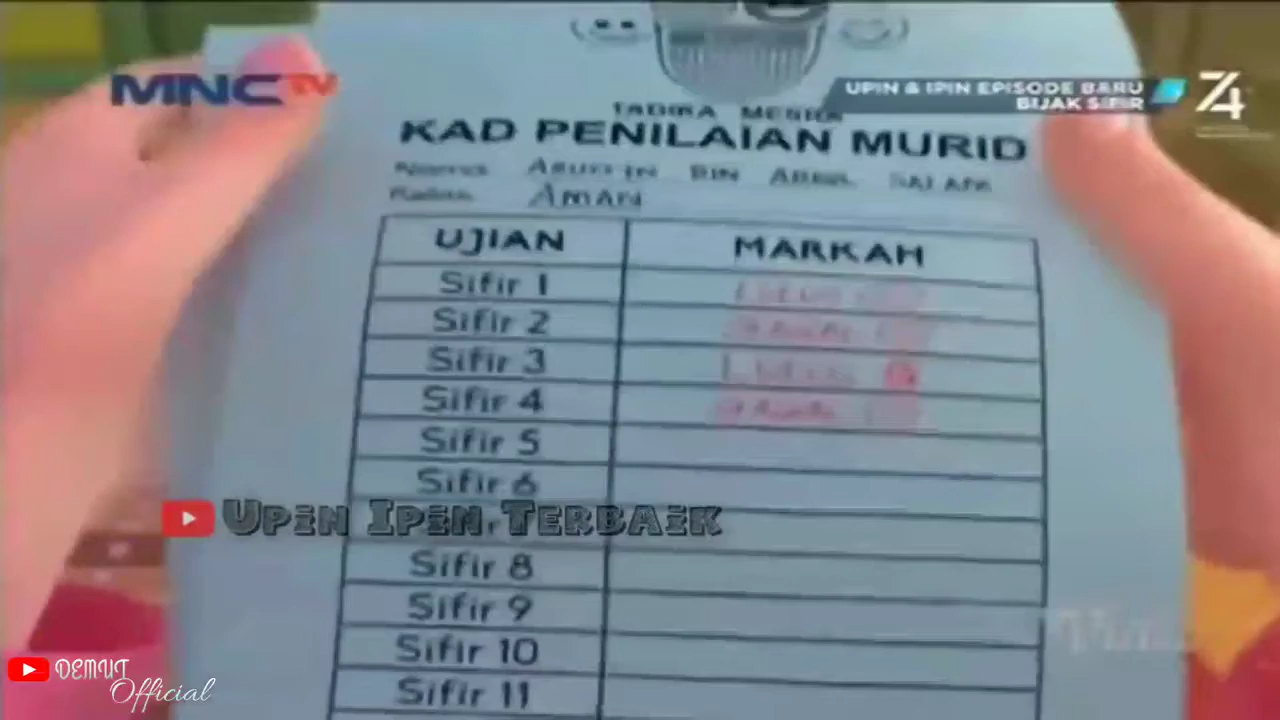 MNCTV
UPIN & IPIN EPISODE BARU
BIJAK SIFIR
TADIKA MESRA
KAD PENILAIAN MURID
BIN
AMAN
UJIAN MARKAH
Sifir 1
Sifir 2
Sifir 3
Sifir 4
Sifir 5
Sifir 6
UPIN IPIN TERBAIK
Sifir 8
Sifir 9
Sifir 10
Sifir 11
DEMUT
Official